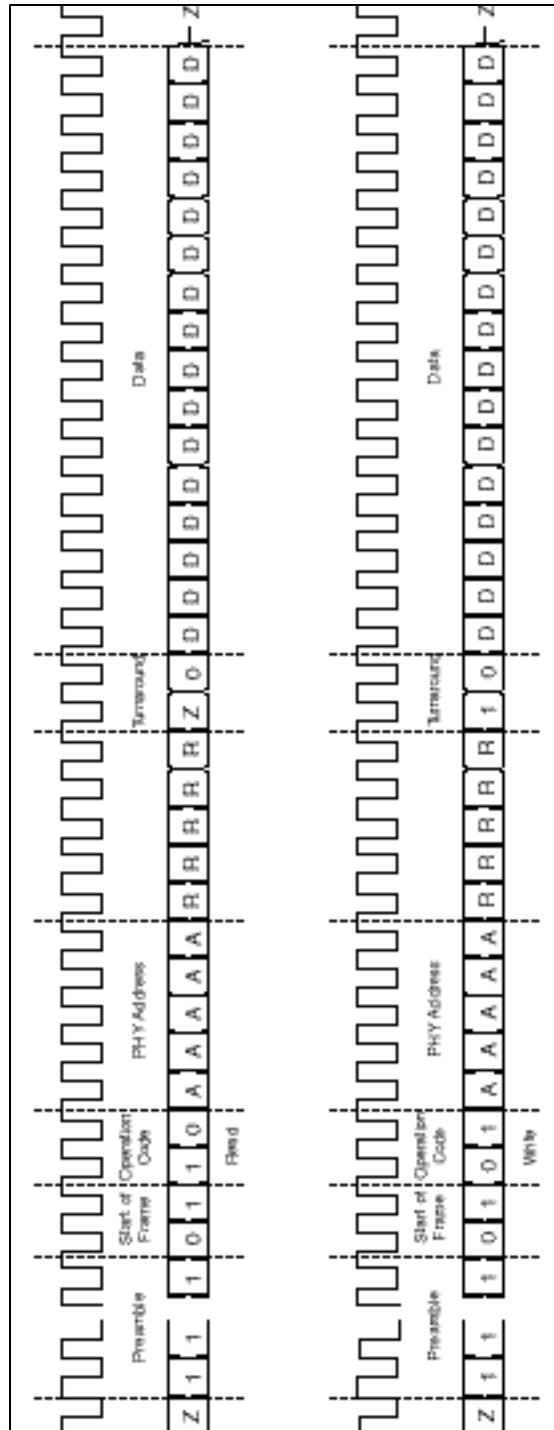 Preamble
Start of
Frame
Operation
Code
PHY Address
Turnaround
Data
Z 1 1 1 0 1 1 0 A A A A A R R R R R Z 0 D D D D D D D D D D D D D D D D Z
Read
Preamble
Start of
Frame
Operation
Code
PHY Address
Turnaround
Data
Z 1 1 1 0 1 0 1 A A A A A R R R R R 1 0 D D D D D D D D D D D D D D D D Z
Write